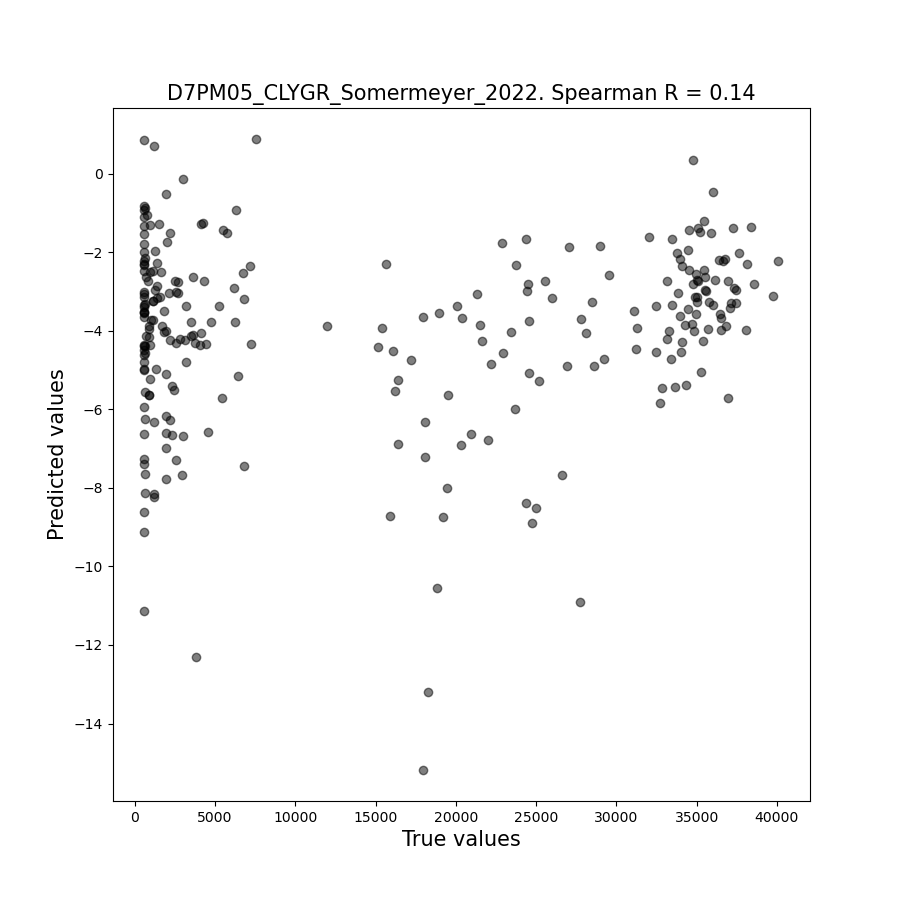 D7PM05_CLYGR_Somermeyer_2022. Spearman R = 0.14
0
−2
−4
−6
−8
−10
−12
−14
Predicted values
0 5000 10000 15000 20000 25000 30000 35000 40000
True values